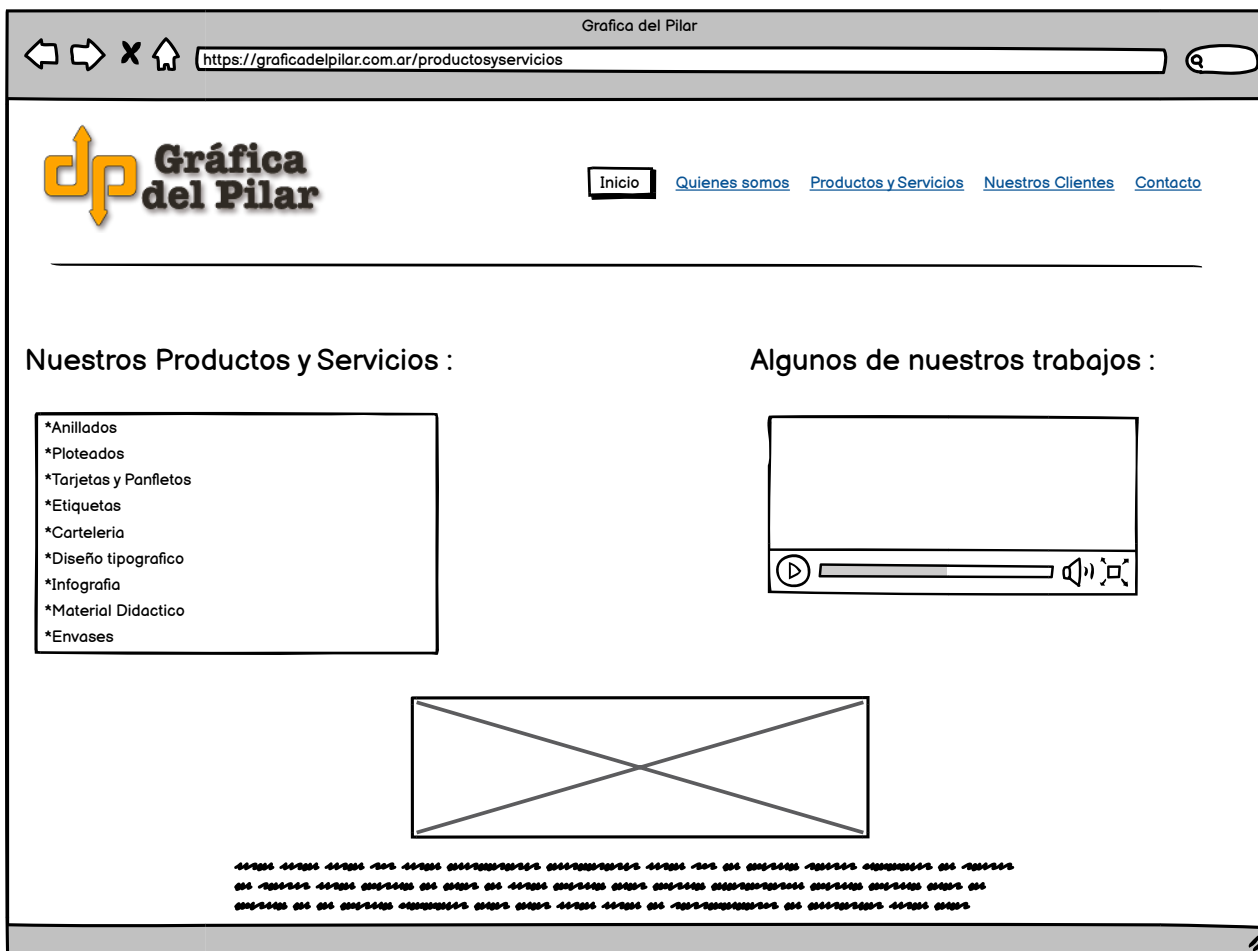 Grafica del Pilar
https://graficadelpilar.com.ar/productosyservicios
dp Gráfica
del Pilar
Inicio Quienes somos Productos y Servicios Nuestros Clientes Contacto
Nuestros Productos y Servicios :
Algunos de nuestros trabajos :
*Anillados
*Ploteados
*Tarjetas y Panfletos
*Etiquetas
*Carteleria
*Diseño tipografico
*Infografia
*Material Didactico
*Envases